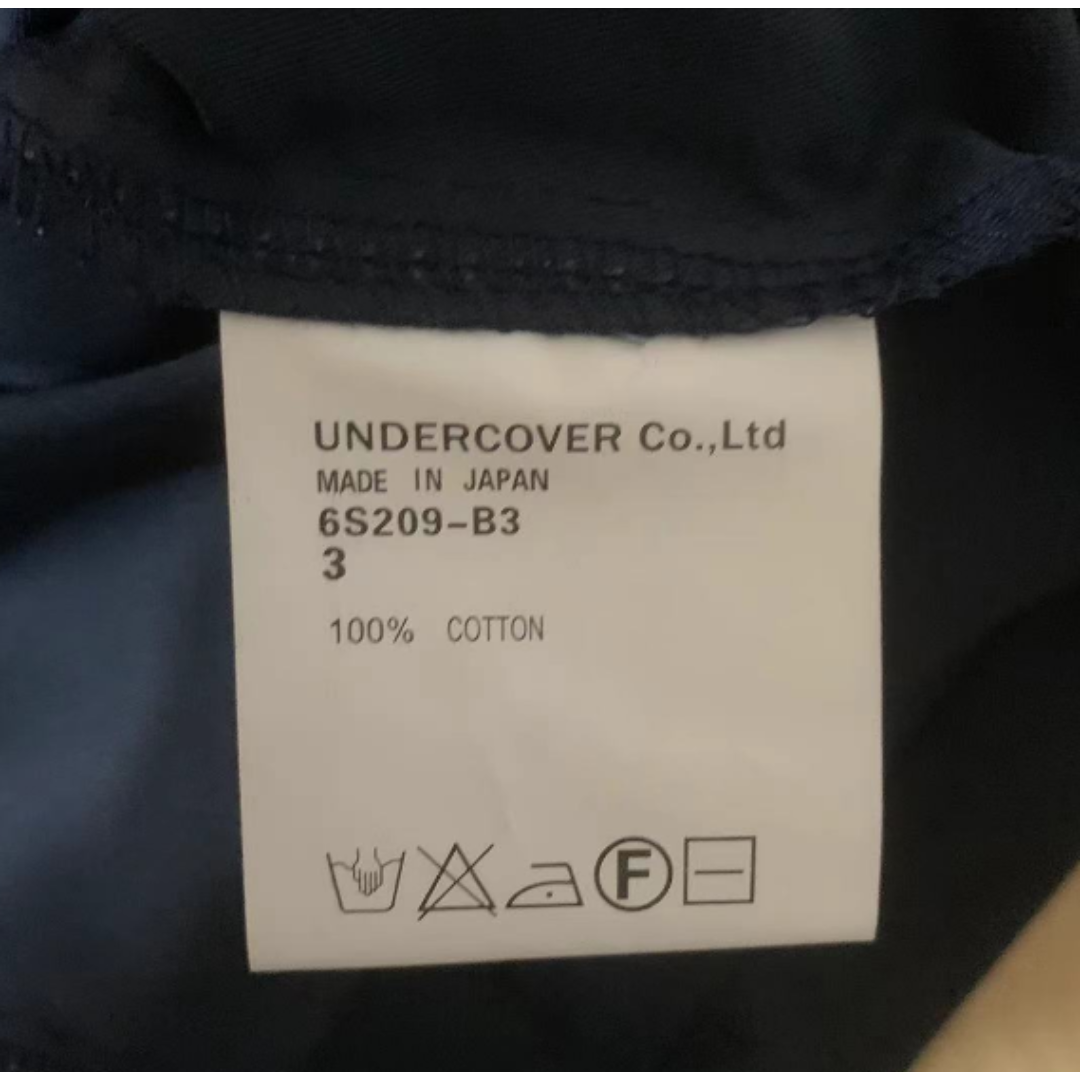 UNDERCOVER Co.,Ltd
MADE IN JAPAN
6S209-B3
3
100% COTTON
F